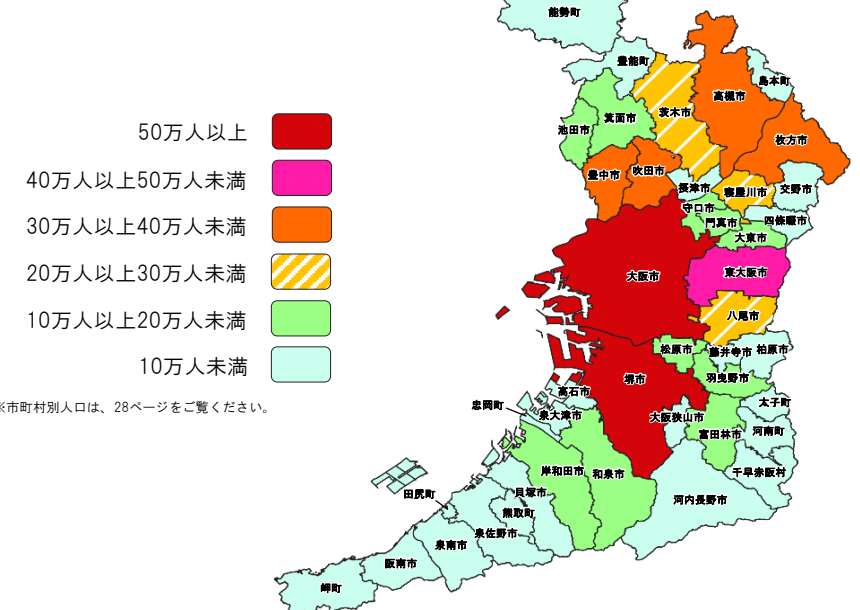 50万人以上
40万人以上50万人未満
30万人以上40万人未満
20万人以上30万人未満
10万人以上20万人未満
10万人未満
※市町村別人口は、28ページをご覧ください。
能勢町
豊能町
島本町
高槻市
茨木市
箕面市
池田市
枚方市
豊中市
吹田市
摂津市
寝屋川市
交野市
守口市
門真市
四條畷市
大東市
大阪市
東大阪市
八尾市
松原市
藤井寺市
柏原市
堺市
羽曳野市
高石市
忠岡町
泉大津市
大阪狭山市
太子町
富田林市
河南町
千早赤阪村
岸和田市
和泉市
河内長野市
貝塚市
田尻町
熊取町
泉佐野市
泉南市
阪南市
岬町